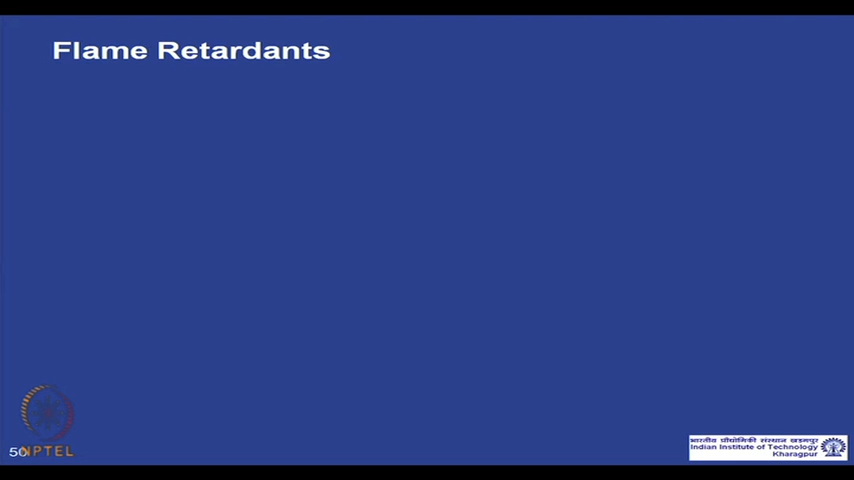 Flame Retardants
50
NPTEL
भारतीय प्रौद्योगिकी संस्थान खड़गपुर
Indian Institute of Technology
Kharagpur